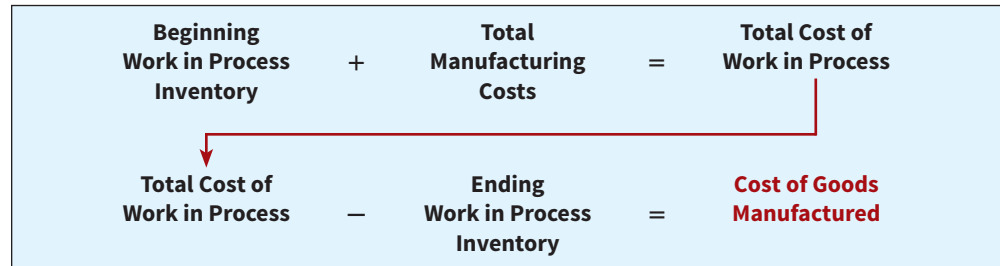 Beginning
Work in Process
Inventory
+
Total
Manufacturing
Costs
=
Total Cost of
Work in Process
Total Cost of
Work in Process
−
Ending
Work in Process
Inventory
=
Cost of Goods
Manufactured